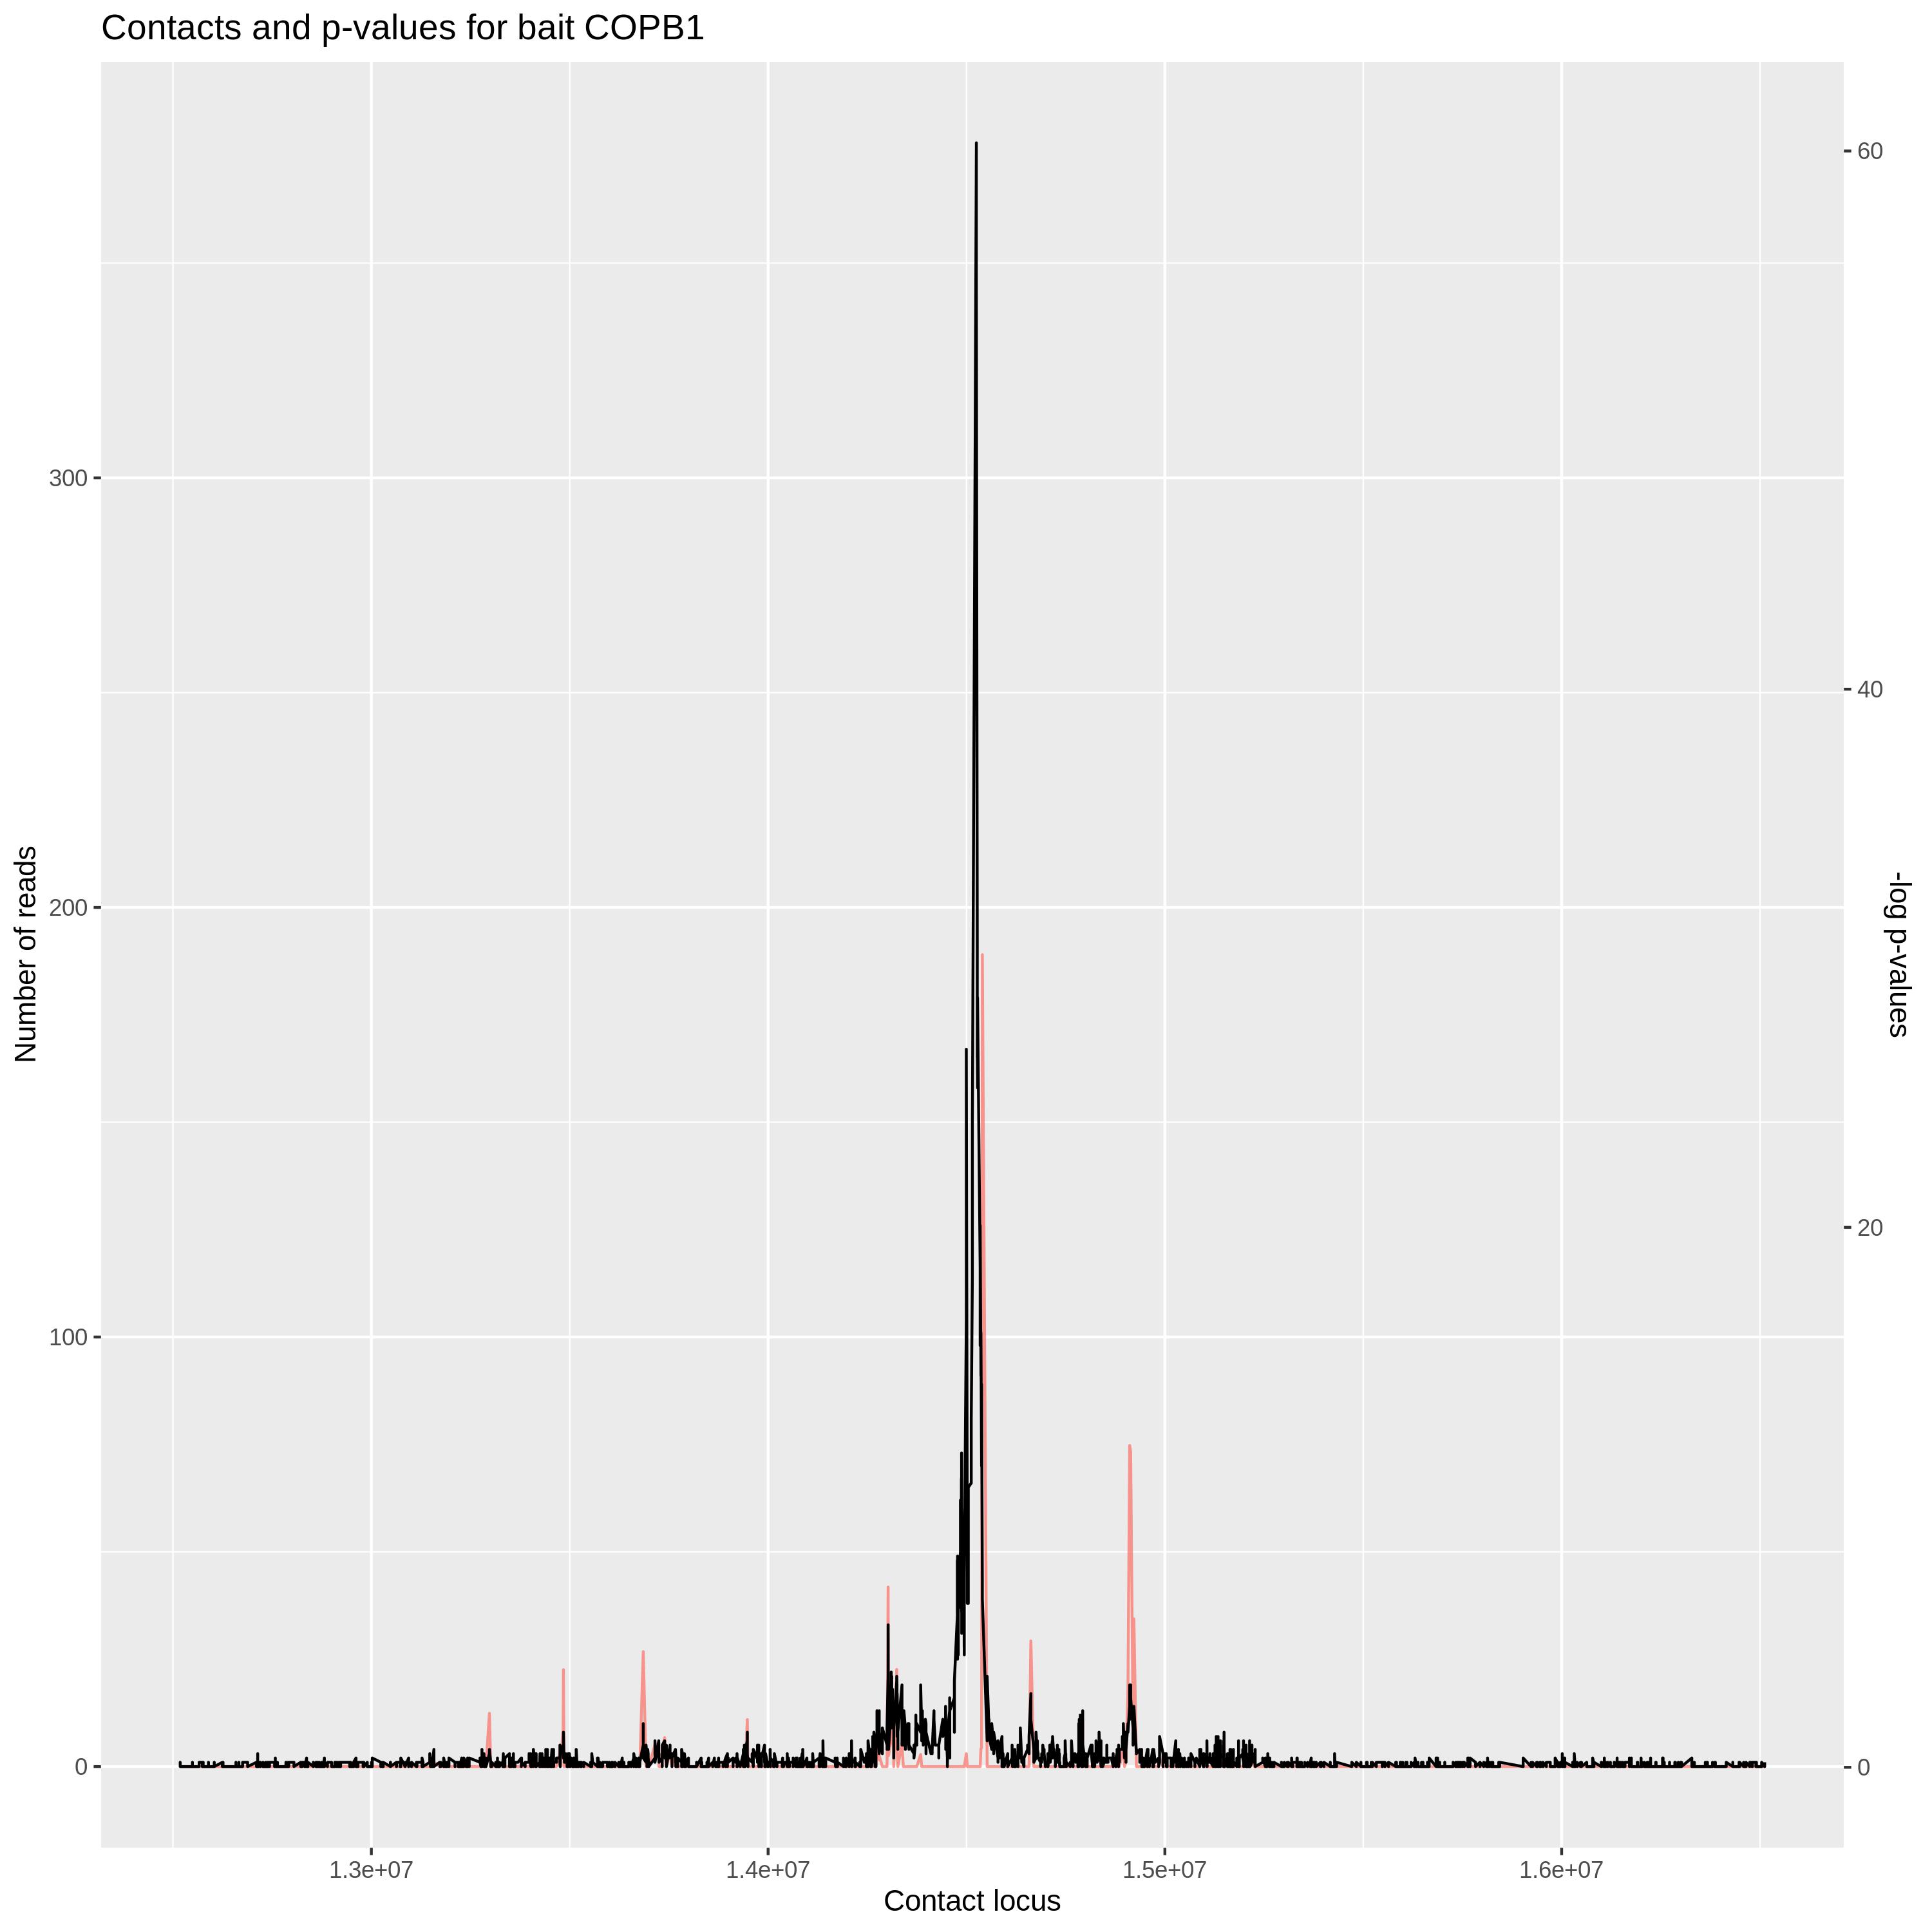 Contacts and p-values for bait COPB1
Number of reads
300
200
100
0
60
40
20
0
-log p-values
1.3e+07
1.4e+07
1.5e+07
1.6e+07
Contact locus